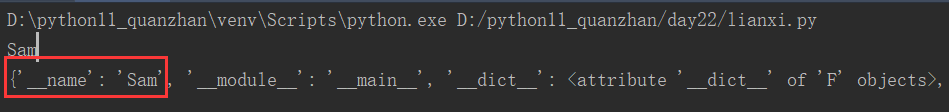 D:\python11_quanzhan\venv\Scripts\python.exe D:/python11_quanzhan/day22/lianxi.py
Sam
{'__name': 'Sam', '__module__': '__main__', '__dict__': <attribute '__dict__' of 'F' objects>,